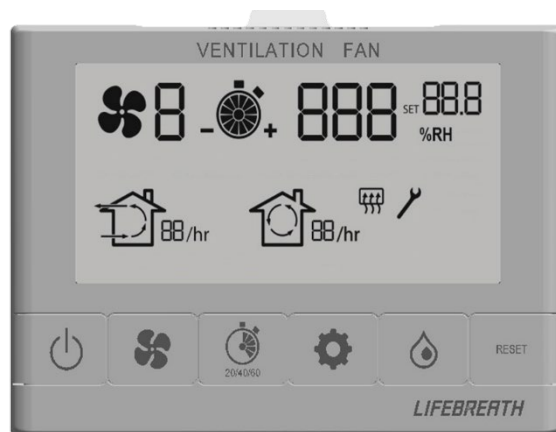 VENTILATION FAN
8 - + 888 SET 88.8
%RH
88/hr 88/hr
20/40/60
RESET
LIFEBREATH